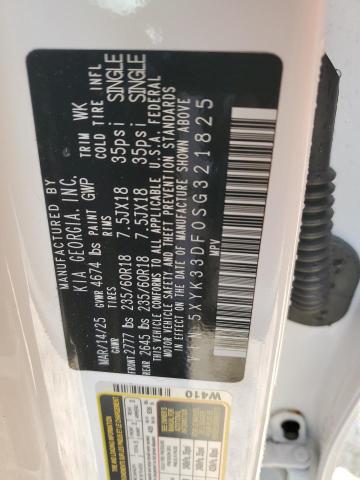 MANUFACTURED BY
KIA GEORGIA, INC.
MAR/14/25 GVWR 4674 lbs PAINT GWP TRIM WK
GAWR TIRES RIMS COLD TIRE INFL
FRONT 2777 lbs 235/60R18 7.5JX18 35psi SINGLE
REAR 2645 lbs 235/60R18 7.5JX18 35psi SINGLE
THIS VEHICLE CONFORMS TO ALL APPLICABLE U.S.A. FEDERAL
MOTOR VEHICLE SAFETY AND THEFT PREVENTION STANDARDS
IN EFFECT ON THE DATE OF MANUFACTURE SHOWN ABOVE.
5XYK33DF0SG321825
MPV
W410